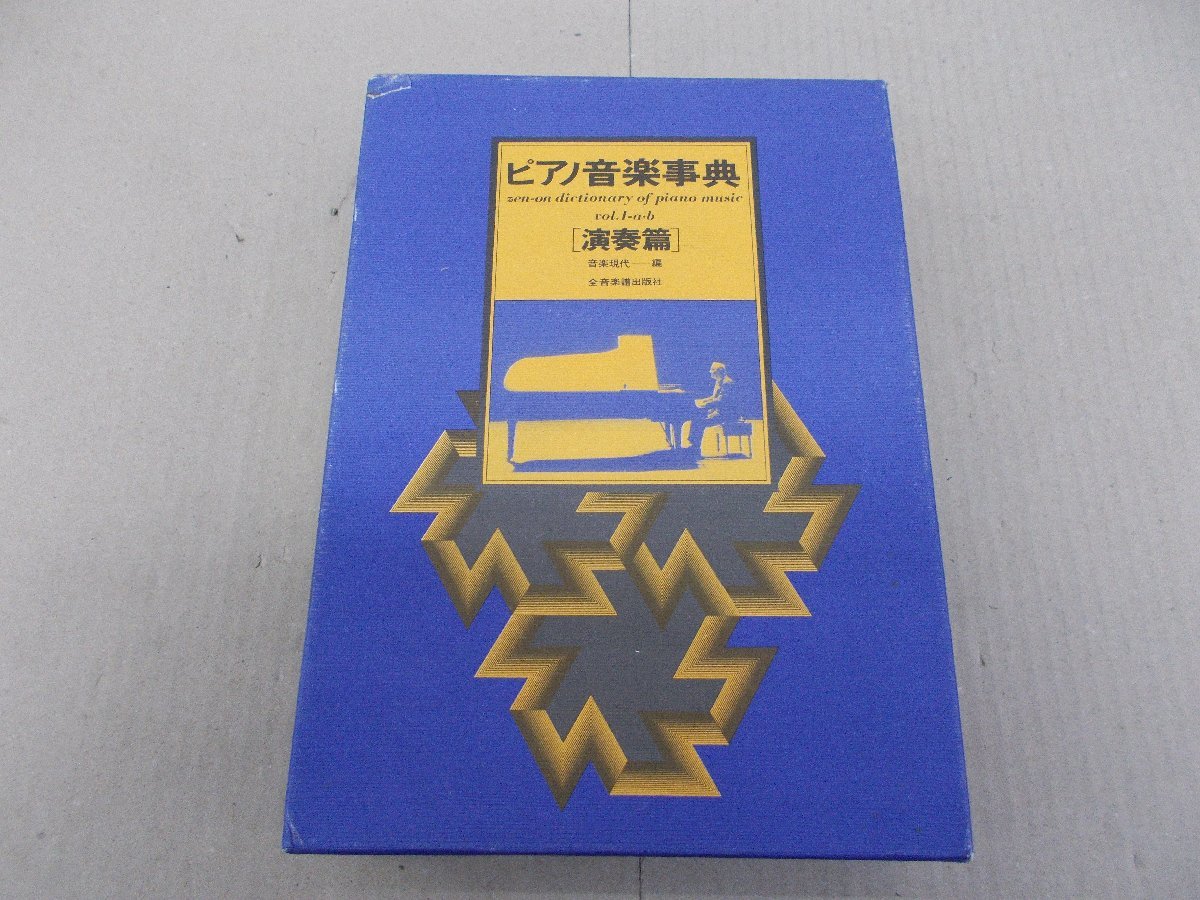 ピアノ音楽事典
zen-on dictionary of piano music
vol.1-a·b
[演奏篇]
音楽現代——編
全音楽譜出版社